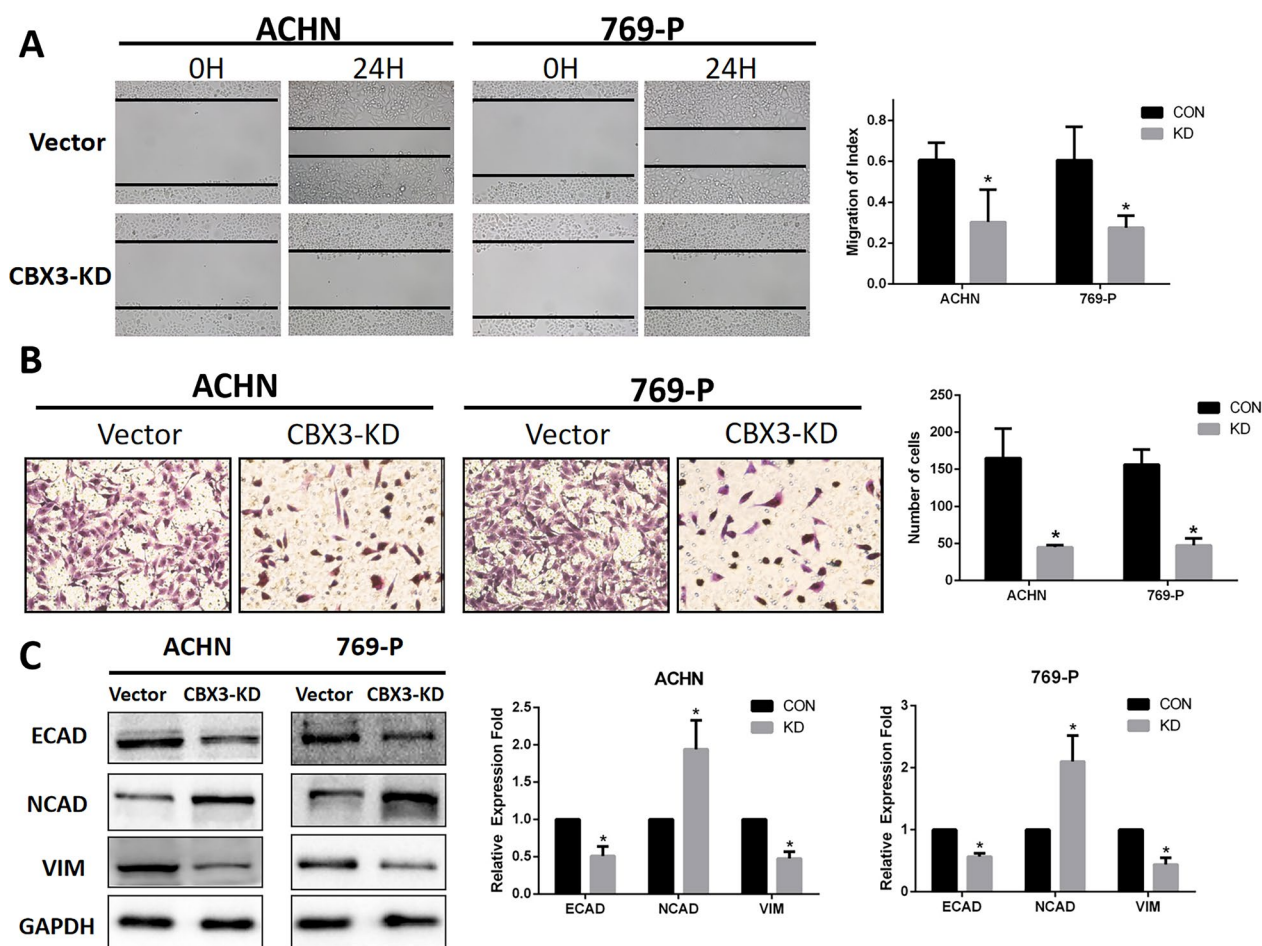 A
ACHN
769-P
0H
24H
0H
24H
Vector
CBX3-KD
Migration of Index
0.8
0.6
0.4
0.2
0.0
*
*
ACHN
769-P
CON
KD
B
ACHN
769-P
Vector
CBX3-KD
Vector
CBX3-KD
Number of cells
250
200
150
100
50
0
*
*
ACHN
769-P
CON
KD
C
ACHN
769-P
Vector
CBX3-KD
Vector
CBX3-KD
ECAD
NCAD
VIM
GAPDH
ACHN
Relative Expression Fold
2.5
2.0
1.5
1.0
0.5
0.0
*
*
*
ECAD
NCAD
VIM
CON
KD
769-P
Relative Expression Fold
3
2
1
0
*
*
*
ECAD
NCAD
VIM
CON
KD